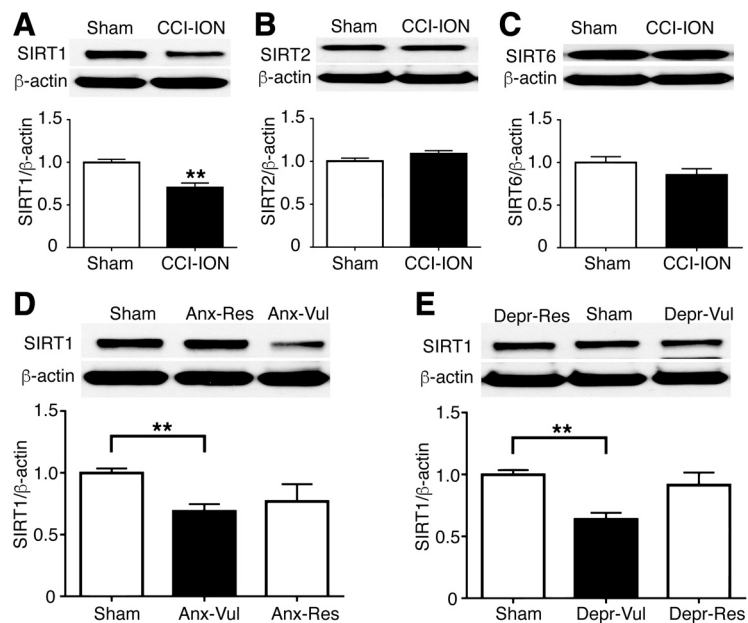 A
Sham CCI-ION
SIRT1
β-actin
SIRT1/β-actin
1.5
1.0
0.5
0
**
Sham CCI-ION
B
Sham CCI-ION
SIRT2
β-actin
SIRT2/β-actin
1.5
1.0
0.5
0
Sham CCI-ION
C
Sham CCI-ION
SIRT6
β-actin
SIRT6/β-actin
1.5
1.0
0.5
0
Sham CCI-ION
D
Sham Anx-Res Anx-Vul
SIRT1
β-actin
SIRT1/β-actin
1.5
1.0
0.5
0
**
Sham Anx-Vul Anx-Res
E
Depr-Res Sham Depr-Vul
SIRT1
β-actin
SIRT1/β-actin
1.5
1.0
0.5
0
**
Sham Depr-Vul Depr-Res